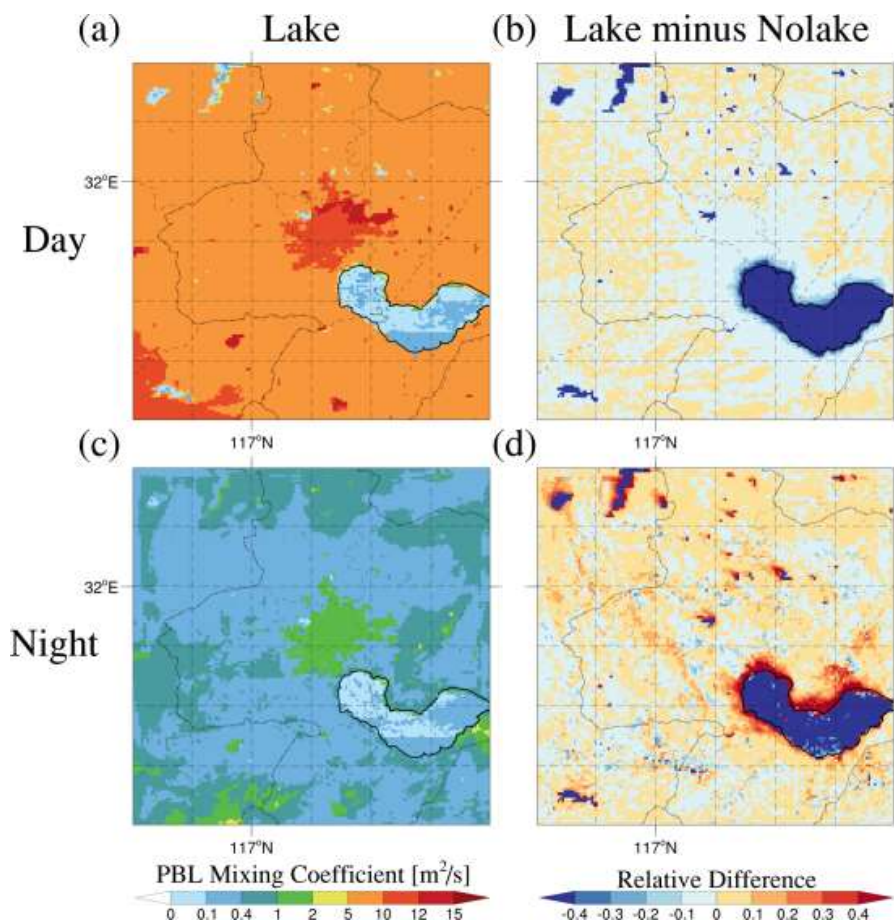 (a) Lake
(b) Lake minus Nolake
32°E
Day
117°N
117°N
(c)
(d)
32°E
Night
117°N
117°N
PBL Mixing Coefficient [m²/s]
0 0.1 0.4 1 2 5 10 12 15
Relative Difference
-0.4 -0.3 -0.2 -0.1 0 0.1 0.2 0.3 0.4